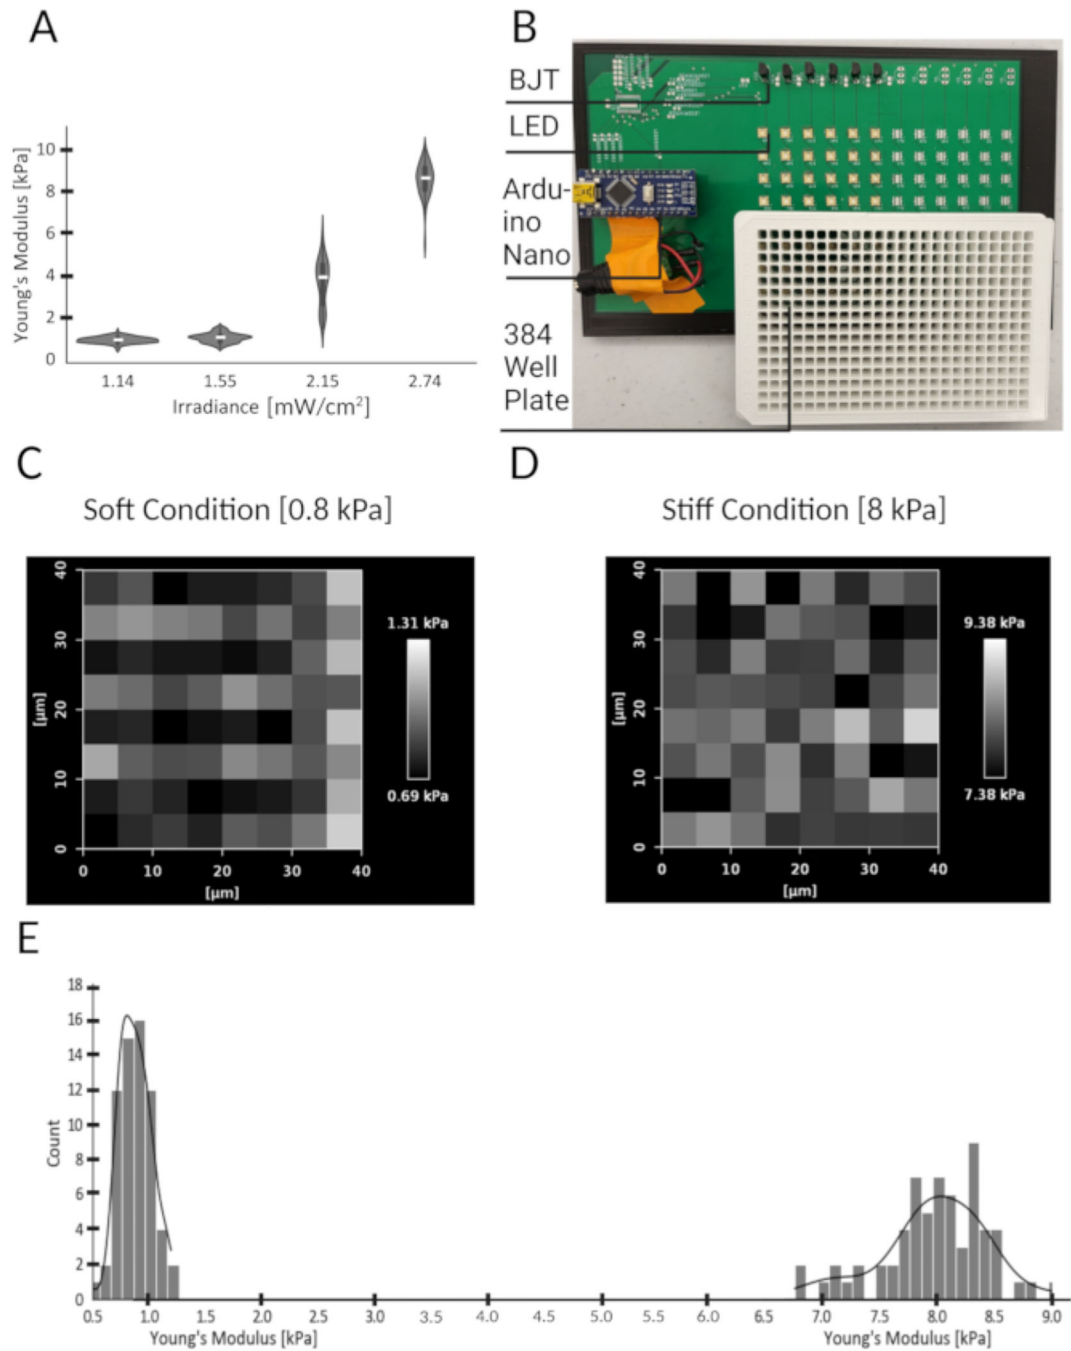 A
Young's Modulus [kPa]
10
8
6
4
2
0
1.14 1.55 2.15 2.74
Irradiance [mW/cm²]
B
BJT
LED
Ardu-
ino
Nano
384
Well
Plate
C
Soft Condition [0.8 kPa]
40
30
20
10
0
[µm]
0 10 20 30 40
[µm]
1.31 kPa
0.69 kPa
D
Stiff Condition [8 kPa]
40
30
20
10
0
[µm]
0 10 20 30 40
[µm]
9.38 kPa
7.38 kPa
E
Count
18
16
14
12
10
8
6
4
2
0
0.5 1.0 1.5 2.0 2.5 3.0 3.5 4.0 4.5 5.0 5.5 6.0 6.5 7.0 7.5 8.0 8.5 9.0
Young's Modulus [kPa] Young's Modulus [kPa]